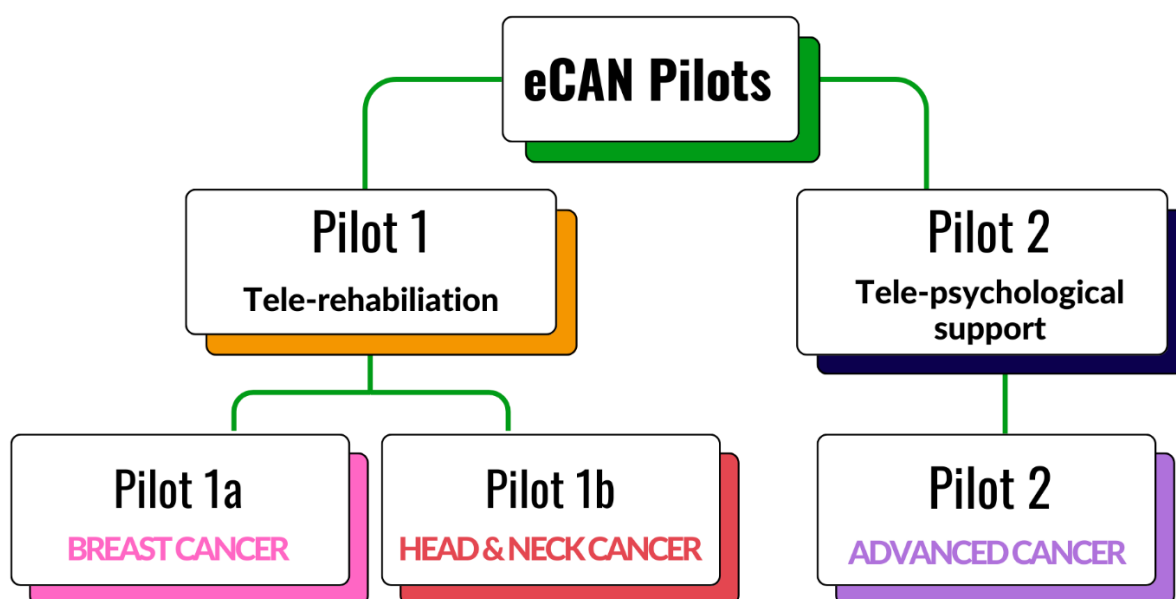 eCAN Pilots
Pilot 1
Tele-rehabiliation
Pilot 2
Tele-psychological
support
Pilot 1a
BREAST CANCER
Pilot 1b
HEAD & NECK CANCER
Pilot 2
ADVANCED CANCER